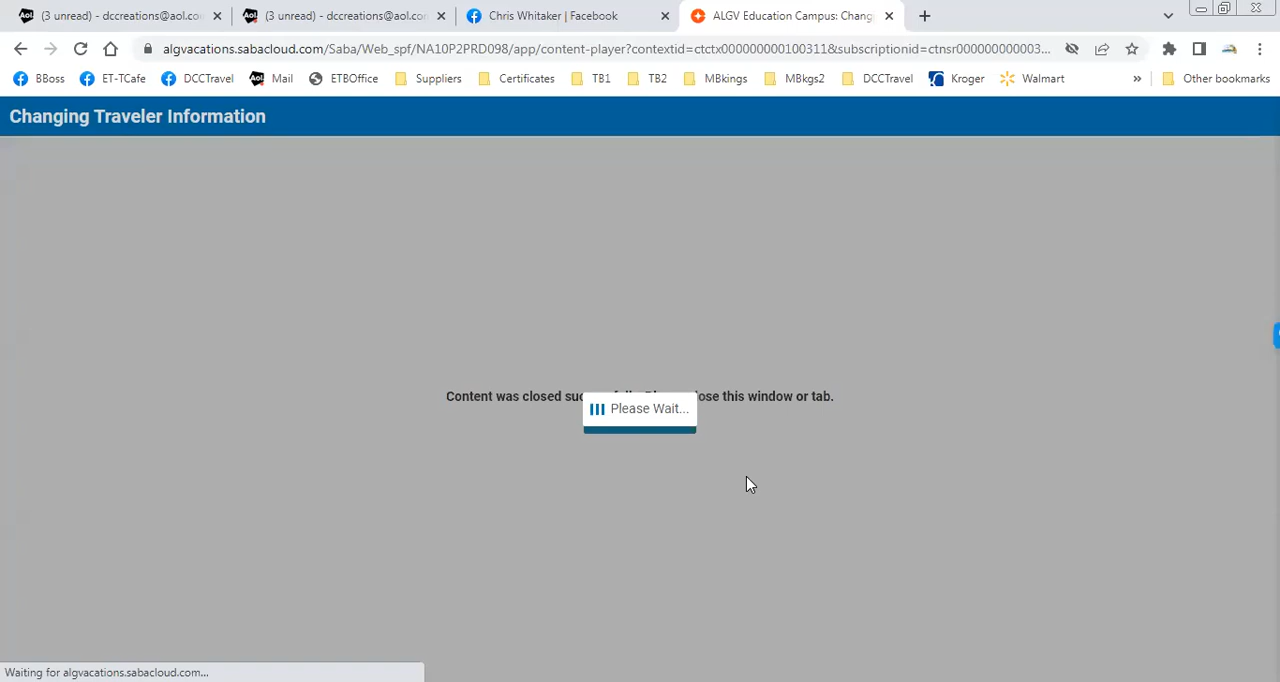 (3 unread) - dccreations@aol.co
(3 unread) - dccreations@aol.co
Chris Whitaker | Facebook
ALGV Education Campus: Chang
algvacations.sabacloud.com/Saba/Web_spf/NA10P2PRD098/app/content-player?contextid=ctctx000000000100311&subscriptionid=ctnsr000000000003...
BBoss
ET-TCafe
DCCTravel
Aol. Mail
ETBOffice
Suppliers
Certificates
TB1
TB2
MBkings
MBkgs2
DCCTravel
Kroger
Walmart
»
Other bookmarks
Changing Traveler Information
Content was closed suc lose this window or tab.
Please Wait...
Waiting for algvacations.sabacloud.com...